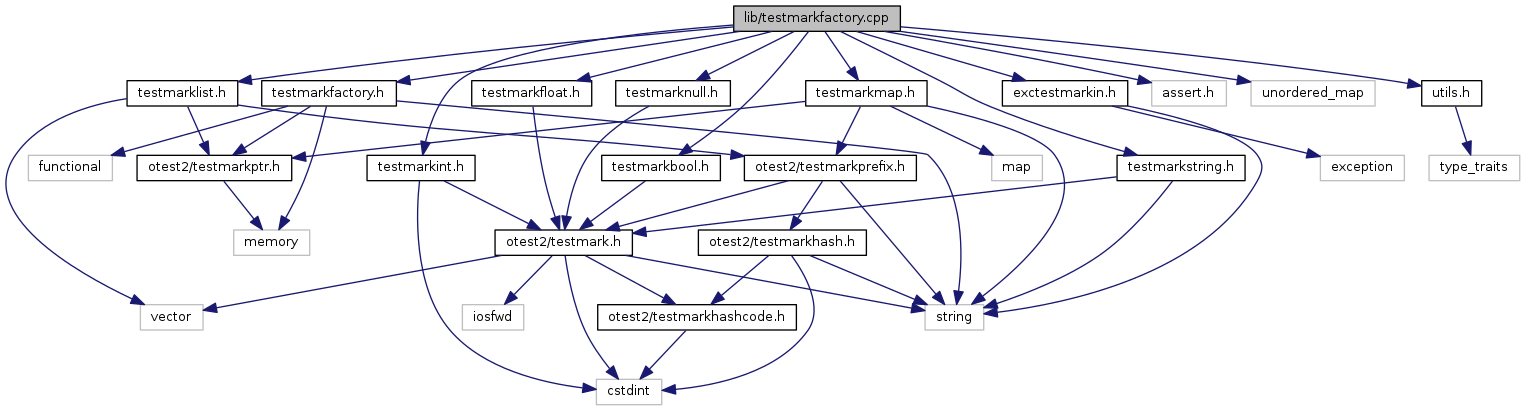 lib/testmarkfactory.cpp
testmarklist.h
testmarkfactory.h
testmarkfloat.h
testmarknull.h
testmarkmap.h
exctestmarkin.h
assert.h
unordered_map
utils.h
functional
otest2/testmarkptr.h
testmarkint.h
testmarkbool.h
otest2/testmarkprefix.h
map
testmarkstring.h
exception
type_traits
memory
otest2/testmark.h
otest2/testmarkhash.h
vector
iosfwd
otest2/testmarkhashcode.h
string
cstdint